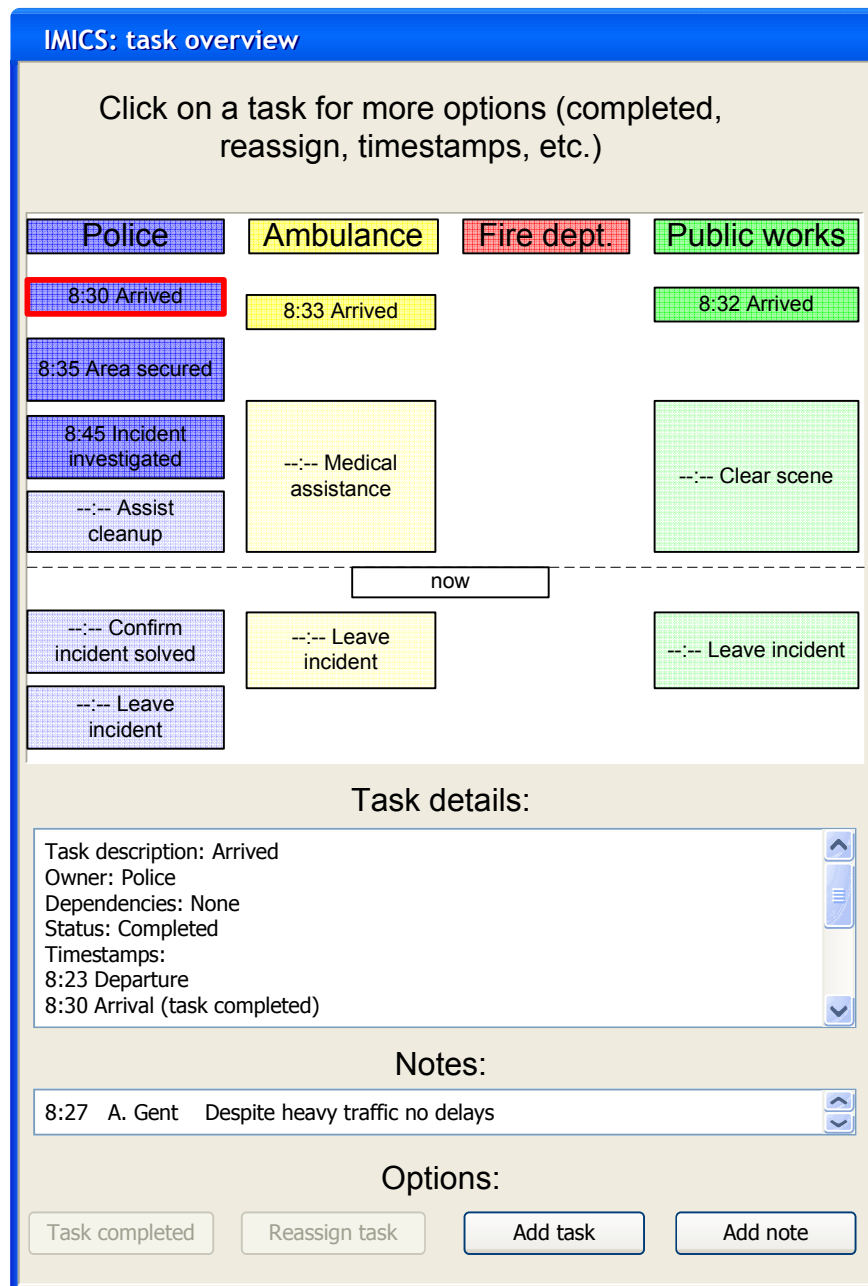 IMICS: task overview
Click on a task for more options (completed,
reassign, timestamps, etc.)
Police
Ambulance
Fire dept.
Public works
8:30 Arrived
8:33 Arrived
8:32 Arrived
8:35 Area secured
8:45 Incident
investigated
--:-- Medical
assistance
--:-- Clear scene
--:-- Assist
cleanup
now
--:-- Confirm
incident solved
--:-- Leave
incident
--:-- Leave incident
--:-- Leave
incident
Task details:
Task description: Arrived
Owner: Police
Dependencies: None
Status: Completed
Timestamps:
8:23 Departure
8:30 Arrival (task completed)
Notes:
8:27 A. Gent Despite heavy traffic no delays
Options:
Task completed
Reassign task
Add task
Add note